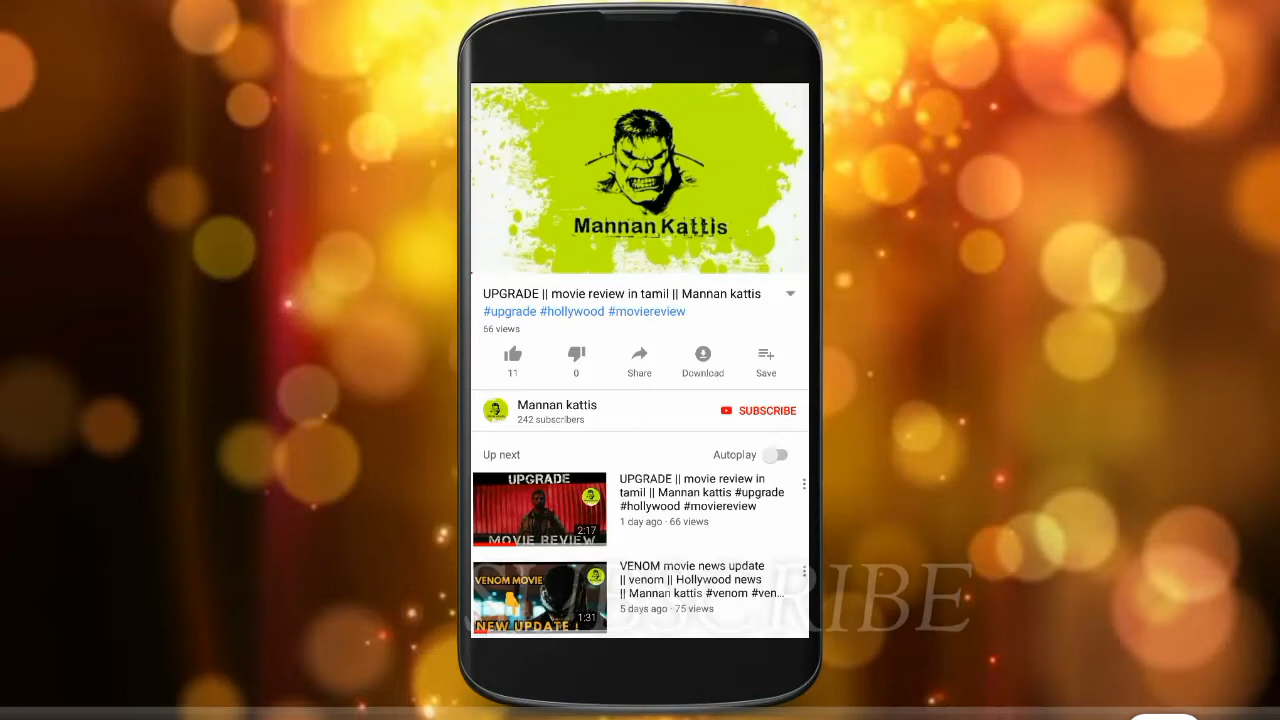 Mannan Kattis
UPGRADE || movie review in tamil || Mannan kattis
#upgrade #hollywood #moviereview
66 views
11
0
Share
Download
Save
Mannan kattis
242 subscribers
SUBSCRIBE
Up next
Autoplay
UPGRADE
2:17
MOVIE REVIEW
UPGRADE || movie review in
tamil || Mannan kattis #upgrade
#hollywood #moviereview
1 day ago · 66 views
VENOM MOVIE
1:31
NEW UPDATE !
VENOM movie news update
|| venom || Hollywood news
|| Mannan kattis #venom #ven...
5 days ago · 75 views
SUBSCRIBE